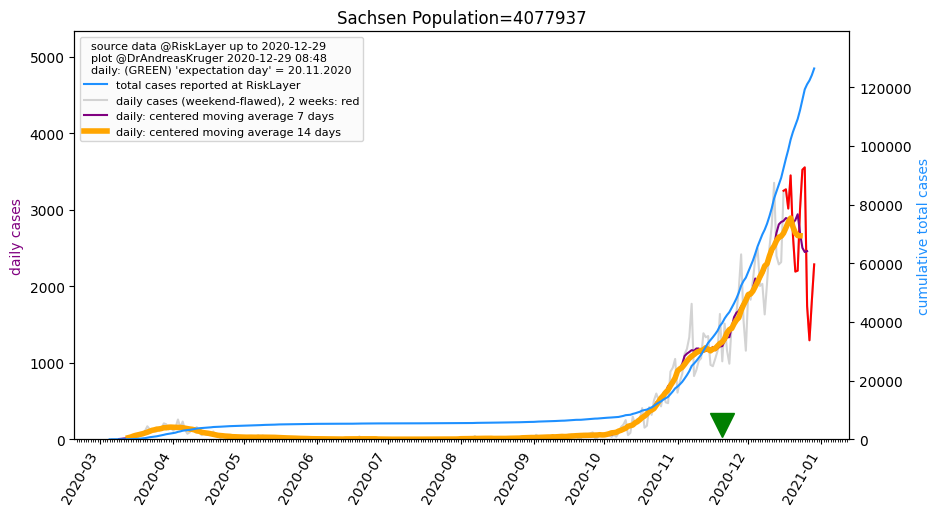 Sachsen Population=4077937
source data @RiskLayer up to 2020-12-29
plot @DrAndreasKruger 2020-12-29 08:48
daily: (GREEN) 'expectation day' = 20.11.2020
total cases reported at RiskLayer
daily cases (weekend-flawed), 2 weeks: red
daily: centered moving average 7 days
daily: centered moving average 14 days
daily cases
5000
4000
3000
2000
1000
0
cumulative total cases
120000
100000
80000
60000
40000
20000
0
2020-03
2020-04
2020-05
2020-06
2020-07
2020-08
2020-09
2020-10
2020-11
2020-12
2021-01